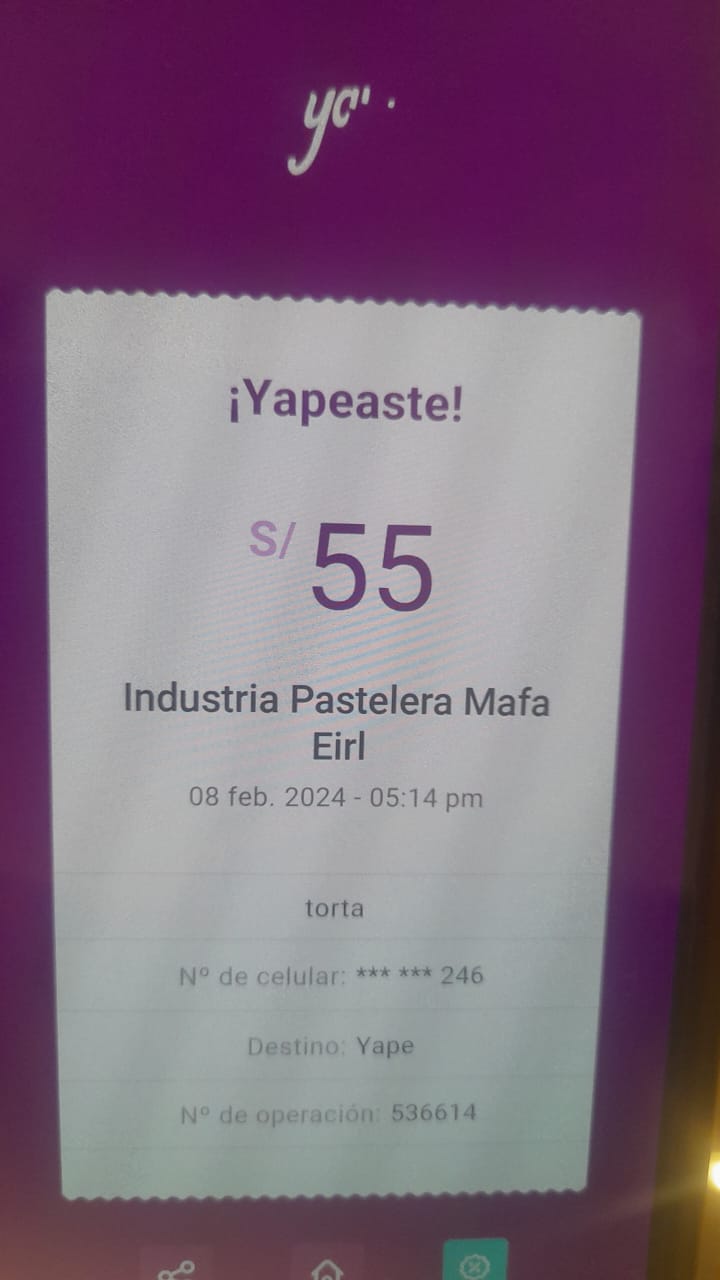 ¡Yapeaste!
S/ 55
Industria Pastelera Mafa
Eirl
08 feb. 2024 - 05:14 pm
torta
Nº de celular: *** *** 246
Destino: Yape
Nº de operación: 536614